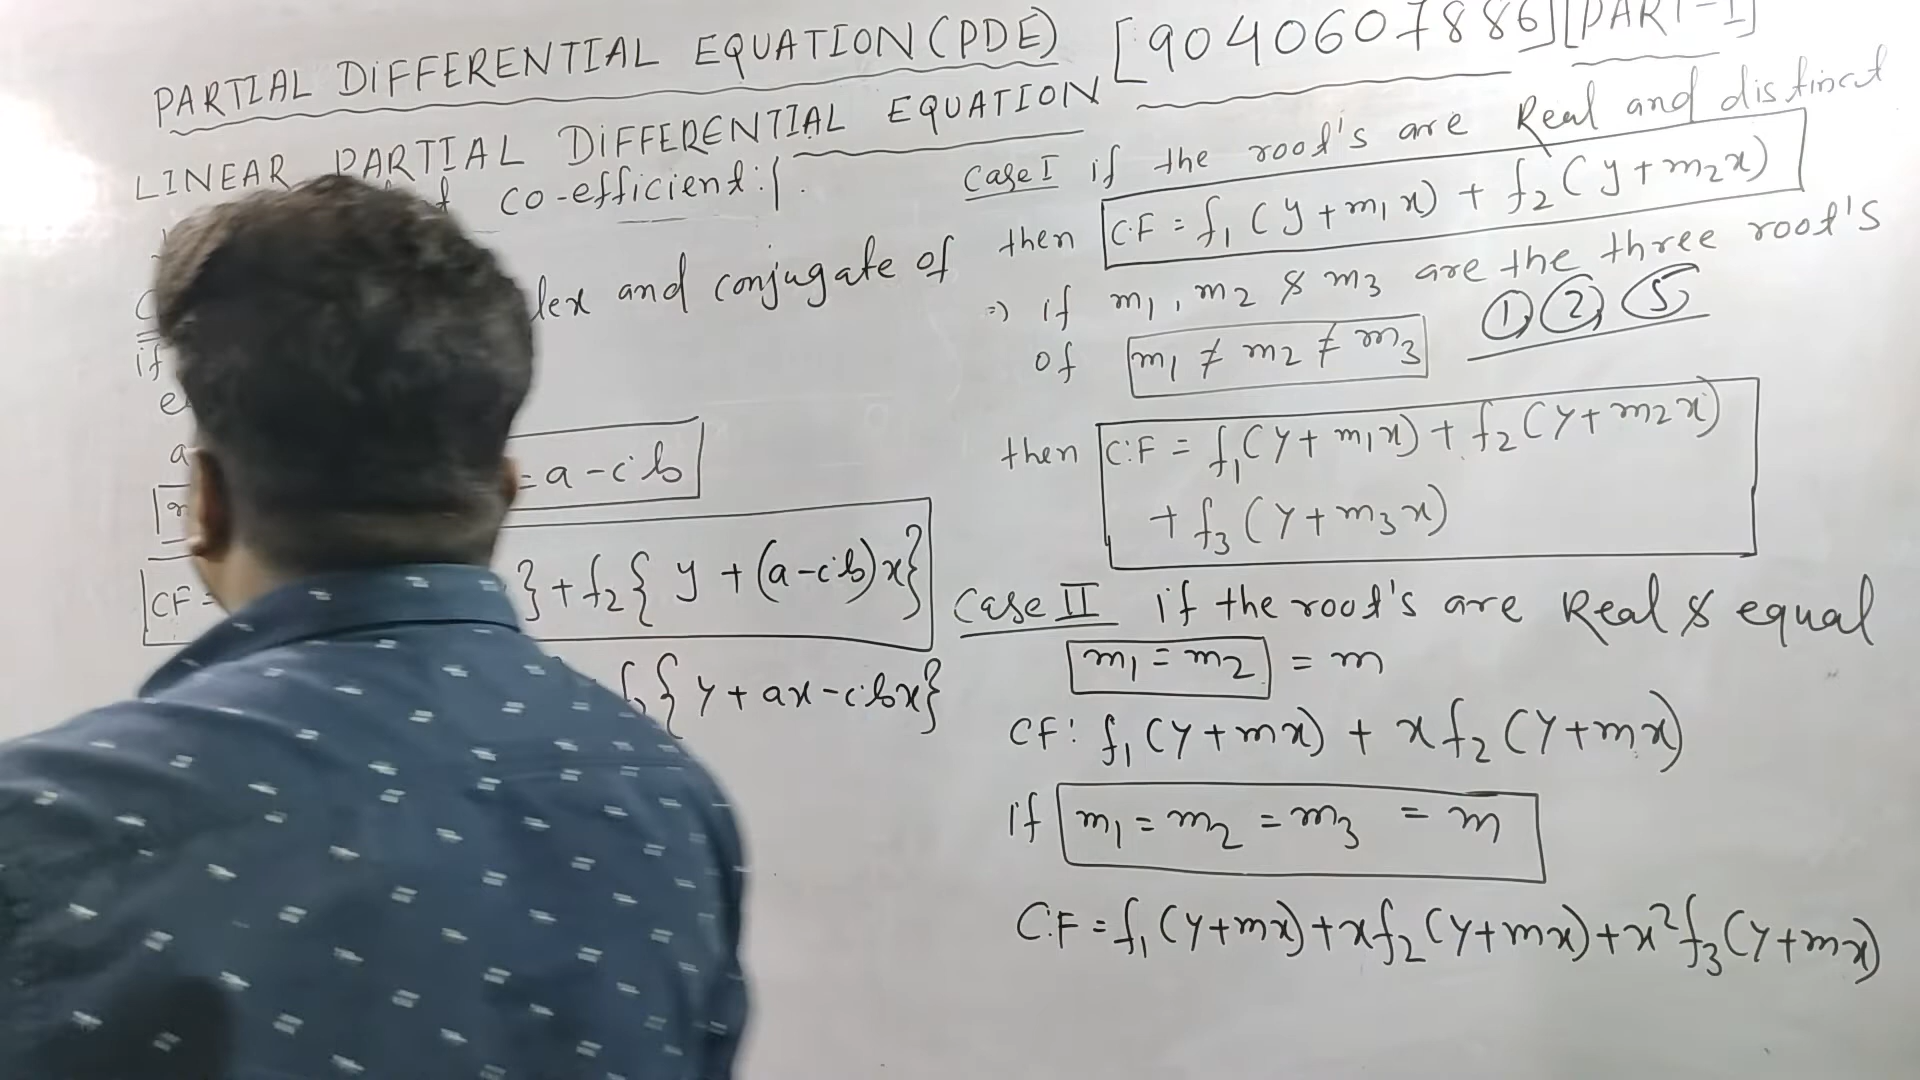 PARTIAL DIFFERENTIAL EQUATION (PDE) [9040607886] [PART-I]
LINEAR PARTIAL DIFFERENTIAL EQUATION
co-efficient:
and conjugate of
if
= a-ib
CF = } + f₂{ y + (a-ib)x}
{ y + ax - ibx}
Case I if the root's are Real and distinct
then C.F = f₁ (y+m₁x) + f₂ (y+m₂x)
⇒ if m₁, m₂ & m₃ are the three root's
of m₁ ≠ m₂ ≠ m₃ ①, ②, ⑤
then C.F = f₁(y+m₁x) + f₂(y+m₂x)
+ f₃ (y+m₃x)
Case II if the root's are Real & equal
m₁ = m₂ = m
CF: f₁ (y+mx) + x f₂ (y+mx)
if m₁ = m₂ = m₃ = m
C.F = f₁ (y+mx) + xf₂ (y+mx) + x²f₃ (y+mx)